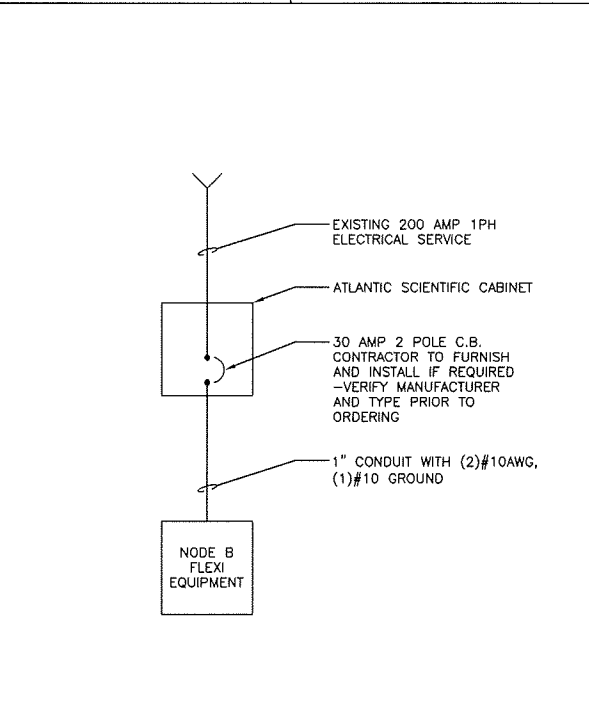 EXISTING 200 AMP 1PH
ELECTRICAL SERVICE
ATLANTIC SCIENTIFIC CABINET
30 AMP 2 POLE C.B.
CONTRACTOR TO FURNISH
AND INSTALL IF REQUIRED
-VERIFY MANUFACTURER
AND TYPE PRIOR TO
ORDERING
1" CONDUIT WITH (2)#10AWG,
(1)#10 GROUND
NODE B
FLEXI
EQUIPMENT